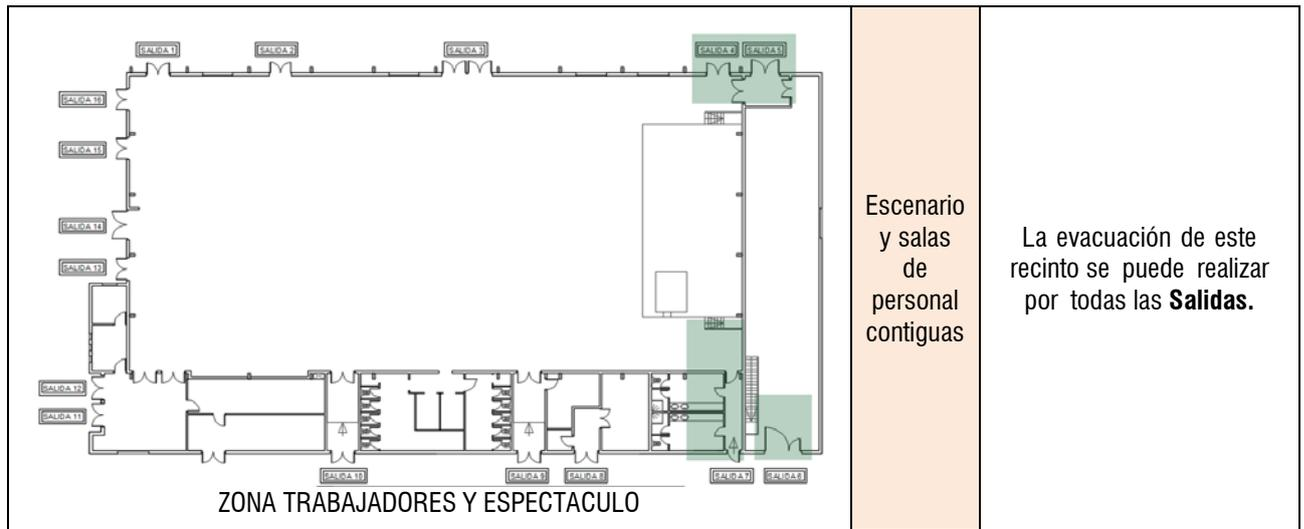 SALIDA 1
SALIDA 2
SALIDA 3
SALIDA 4
SALIDA 5
SALIDA 16
SALIDA 15
SALIDA 14
SALIDA 13
SALIDA 12
SALIDA 11
SALIDA 10
SALIDA 9
SALIDA 8
SALIDA 7
SALIDA 6
ZONA TRABAJADORES Y ESPECTACULO
Escenario
y salas
de
personal
contiguas
La evacuación de este
recinto se puede realizar
por todas las Salidas.